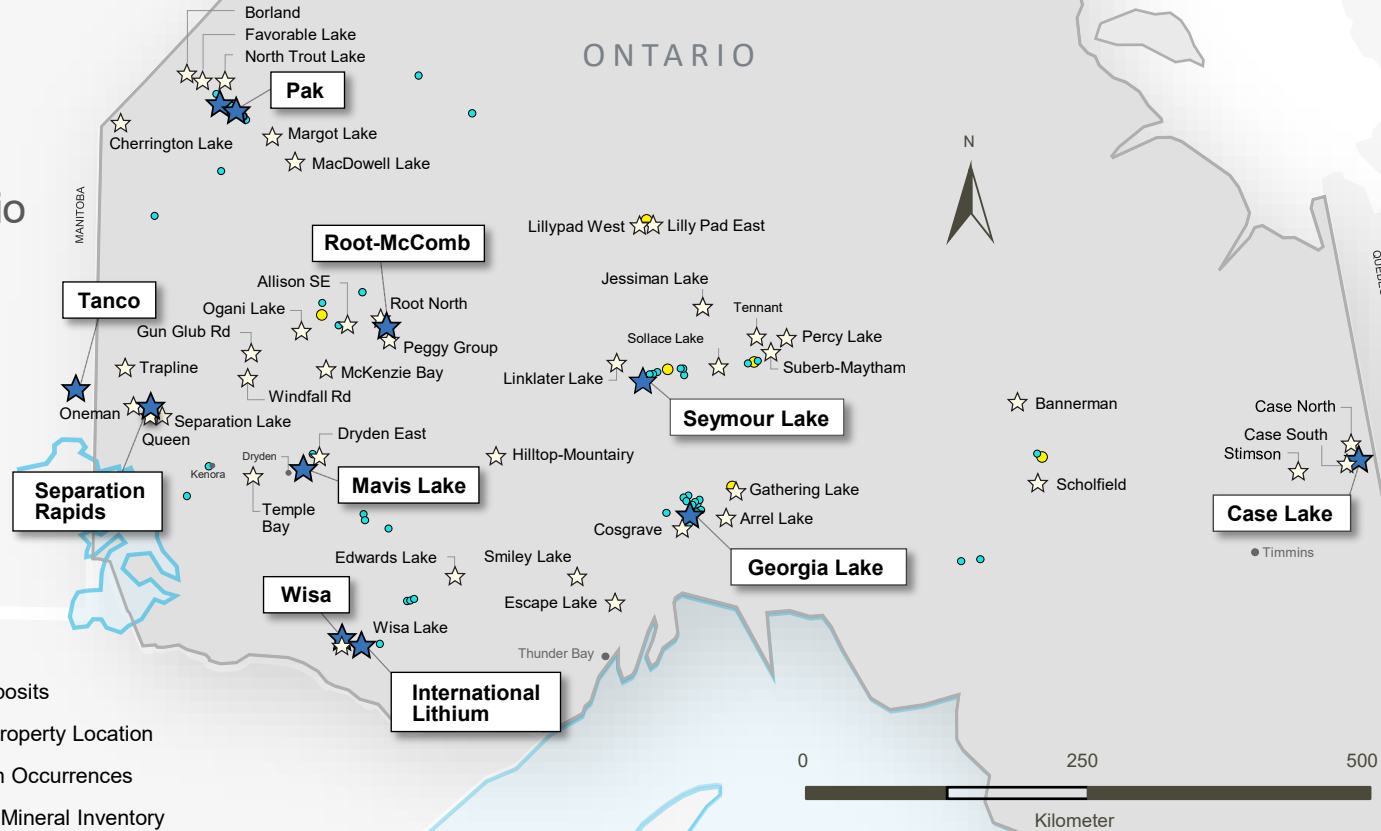 Borland
Favorable Lake
ONTARIO
North Trout Lake
Pak
Cherrington Lake
Margot Lake
MacDowell Lake
MANITOBA
Lillypad West
Lilly Pad East
Root-McComb
Allison SE
Jessiman Lake
Tanco
Ogani Lake
Root North
Tennant
Gun Glub Rd
Sollace Lake
Percy Lake
Peggy Group
Trapline
McKenzie Bay
Linklater Lake
Suberb-Maytham
Windfall Rd
Oneman
Separation Lake
Queen
Seymour Lake
Bannerman
Case North
Dryden East
Case South
Dryden
Hilltop-Mountairy
Stimson
Kenora
Separation
Rapids
Mavis Lake
Gathering Lake
Scholfield
Temple
Bay
Cosgrave
Arrel Lake
Case Lake
Edwards Lake
Smiley Lake
Georgia Lake
Timmins
Wisa
Escape Lake
Wisa Lake
Thunder Bay
International
Lithium
Property Location
Occurrences
Mineral Inventory
N
0
250
500
Kilometer